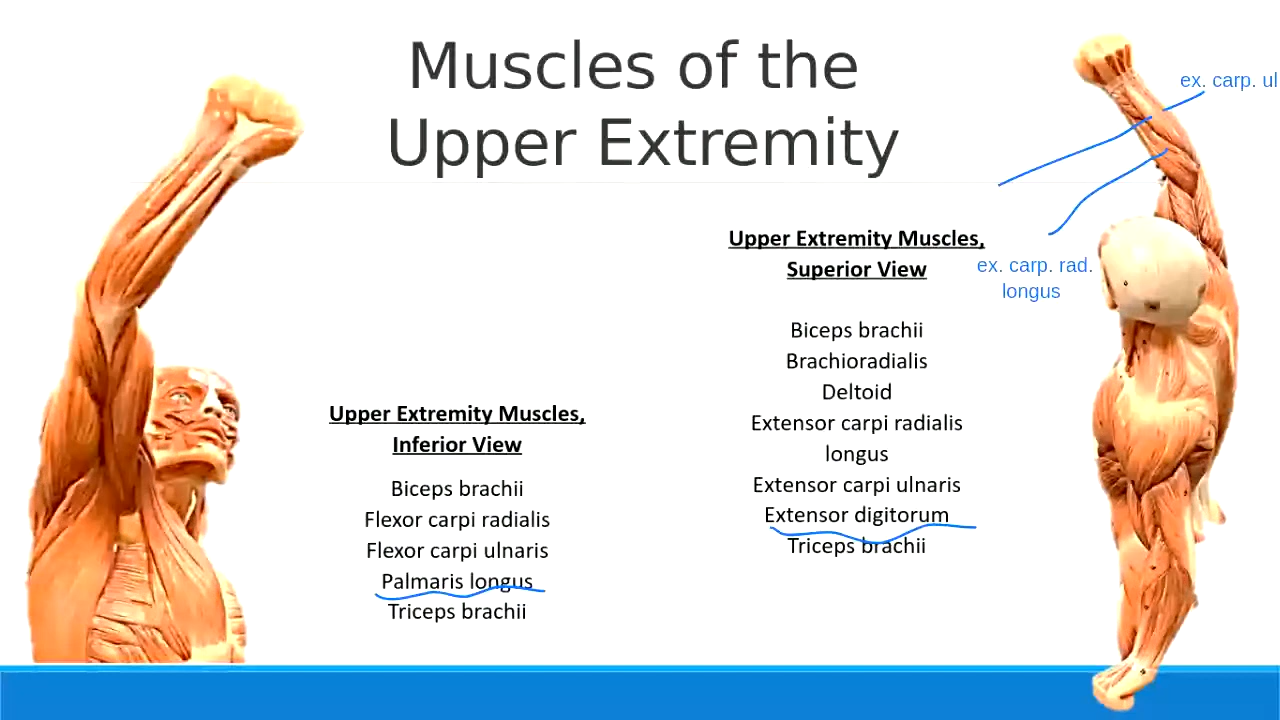 Muscles of the
Upper Extremity
ex. carp. ul
Upper Extremity Muscles,
Superior View
ex. carp. rad.
longus
Biceps brachii
Brachioradialis
Deltoid
Extensor carpi radialis
longus
Extensor carpi ulnaris
Extensor digitorum
Triceps brachii
Upper Extremity Muscles,
Inferior View
Biceps brachii
Flexor carpi radialis
Flexor carpi ulnaris
Palmaris longus
Triceps brachii